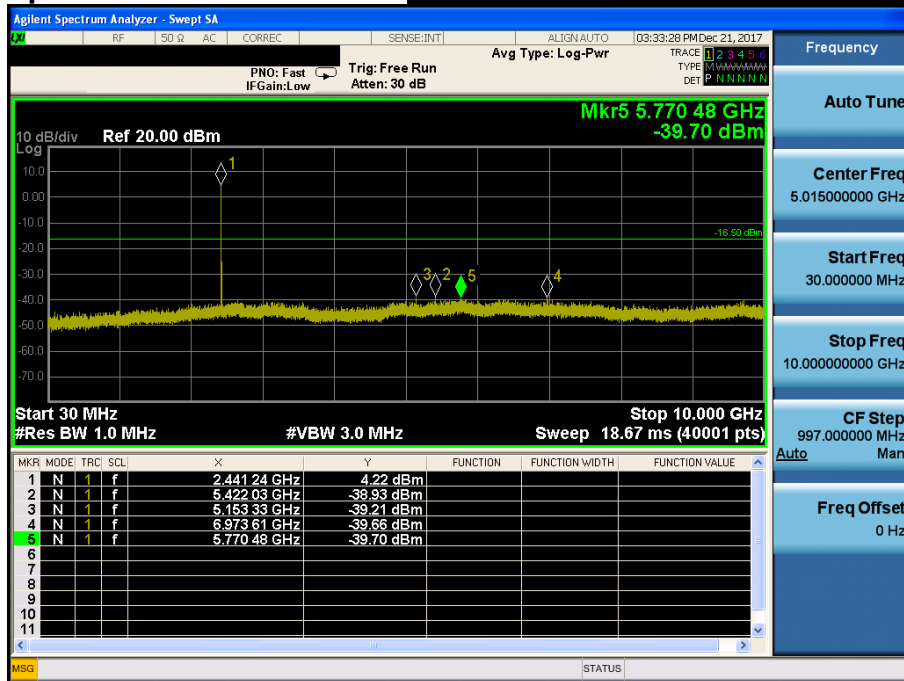 Agilent Spectrum Analyzer - Swept SA
LXI RF 50 Ω AC CORREC SENSE:INT ALIGN AUTO 03:33:28 PM Dec 21, 2017
Frequency
Avg Type: Log-Pwr
TRACE 1 2 3 4 5 6
TYPE M WWWWW
DET P N N N N N
PNO: Fast
IFGain:Low
Trig: Free Run
Atten: 30 dB
Auto Tune
Mkr5 5.770 48 GHz
-39.70 dBm
10 dB/div
Log
Ref 20.00 dBm
10.0
0.00
-10.0
-20.0
-30.0
-40.0
-50.0
-60.0
-70.0
1
-16.50 dBm
3 2 5 4
Center Freq
5.015000000 GHz
Start Freq
30.000000 MHz
Stop Freq
10.000000000 GHz
Start 30 MHz
Stop 10.000 GHz
#Res BW 1.0 MHz
#VBW 3.0 MHz
Sweep 18.67 ms (40001 pts)
CF Step
997.000000 MHz
Auto Man
MKR MODE TRC SCL X Y FUNCTION FUNCTION WIDTH FUNCTION VALUE
1 N 1 f 2.441 24 GHz 4.22 dBm
2 N 1 f 5.422 03 GHz -38.93 dBm
3 N 1 f 5.153 33 GHz -39.21 dBm
4 N 1 f 6.973 61 GHz -39.66 dBm
5 N 1 f 5.770 48 GHz -39.70 dBm
6
7
8
9
10
11
Freq Offset
0 Hz
MSG
STATUS